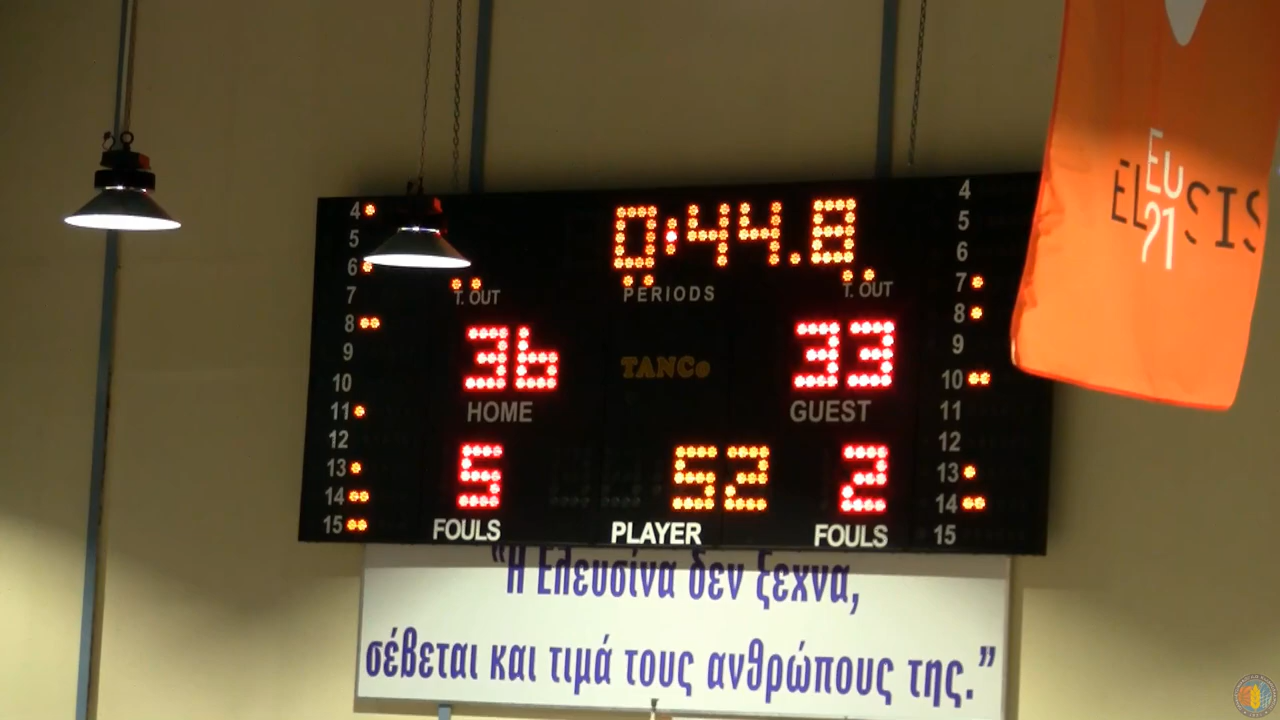 0:44.8
T. OUT PERIODS T. OUT
36 TANCO 33
HOME GUEST
5 52 2
FOULS PLAYER FOULS
4
5
6
7
8
9
10
11
12
13
14
15
4
5
6
7
8
9
10
11
12
13
14
15
EU
ELEUSIS
21
“Η Ελευσίνα δεν ξεχνα,
σέβεται και τιμά τους ανθρώπους της.”